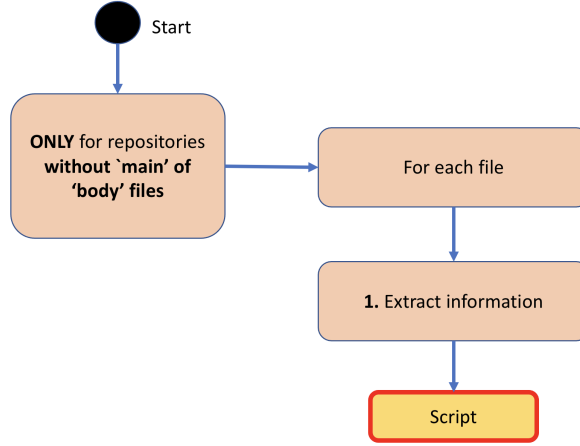 Start
ONLY for repositories
without `main’ of
‘body’ files
For each file
1. Extract information
Script